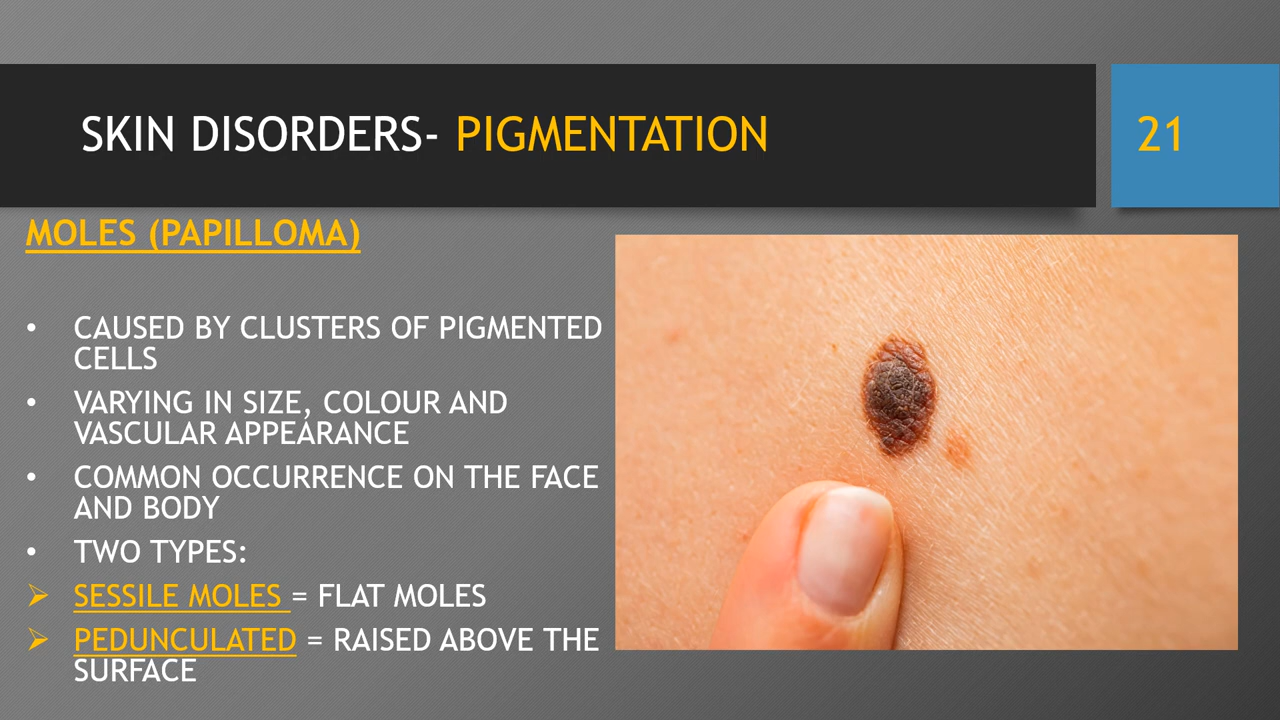 SKIN DISORDERS- PIGMENTATION
21
MOLES (PAPILLOMA)
• CAUSED BY CLUSTERS OF PIGMENTED
CELLS
• VARYING IN SIZE, COLOUR AND
VASCULAR APPEARANCE
• COMMON OCCURRENCE ON THE FACE
AND BODY
• TWO TYPES:
➢ SESSILE MOLES = FLAT MOLES
➢ PEDUNCULATED = RAISED ABOVE THE
SURFACE